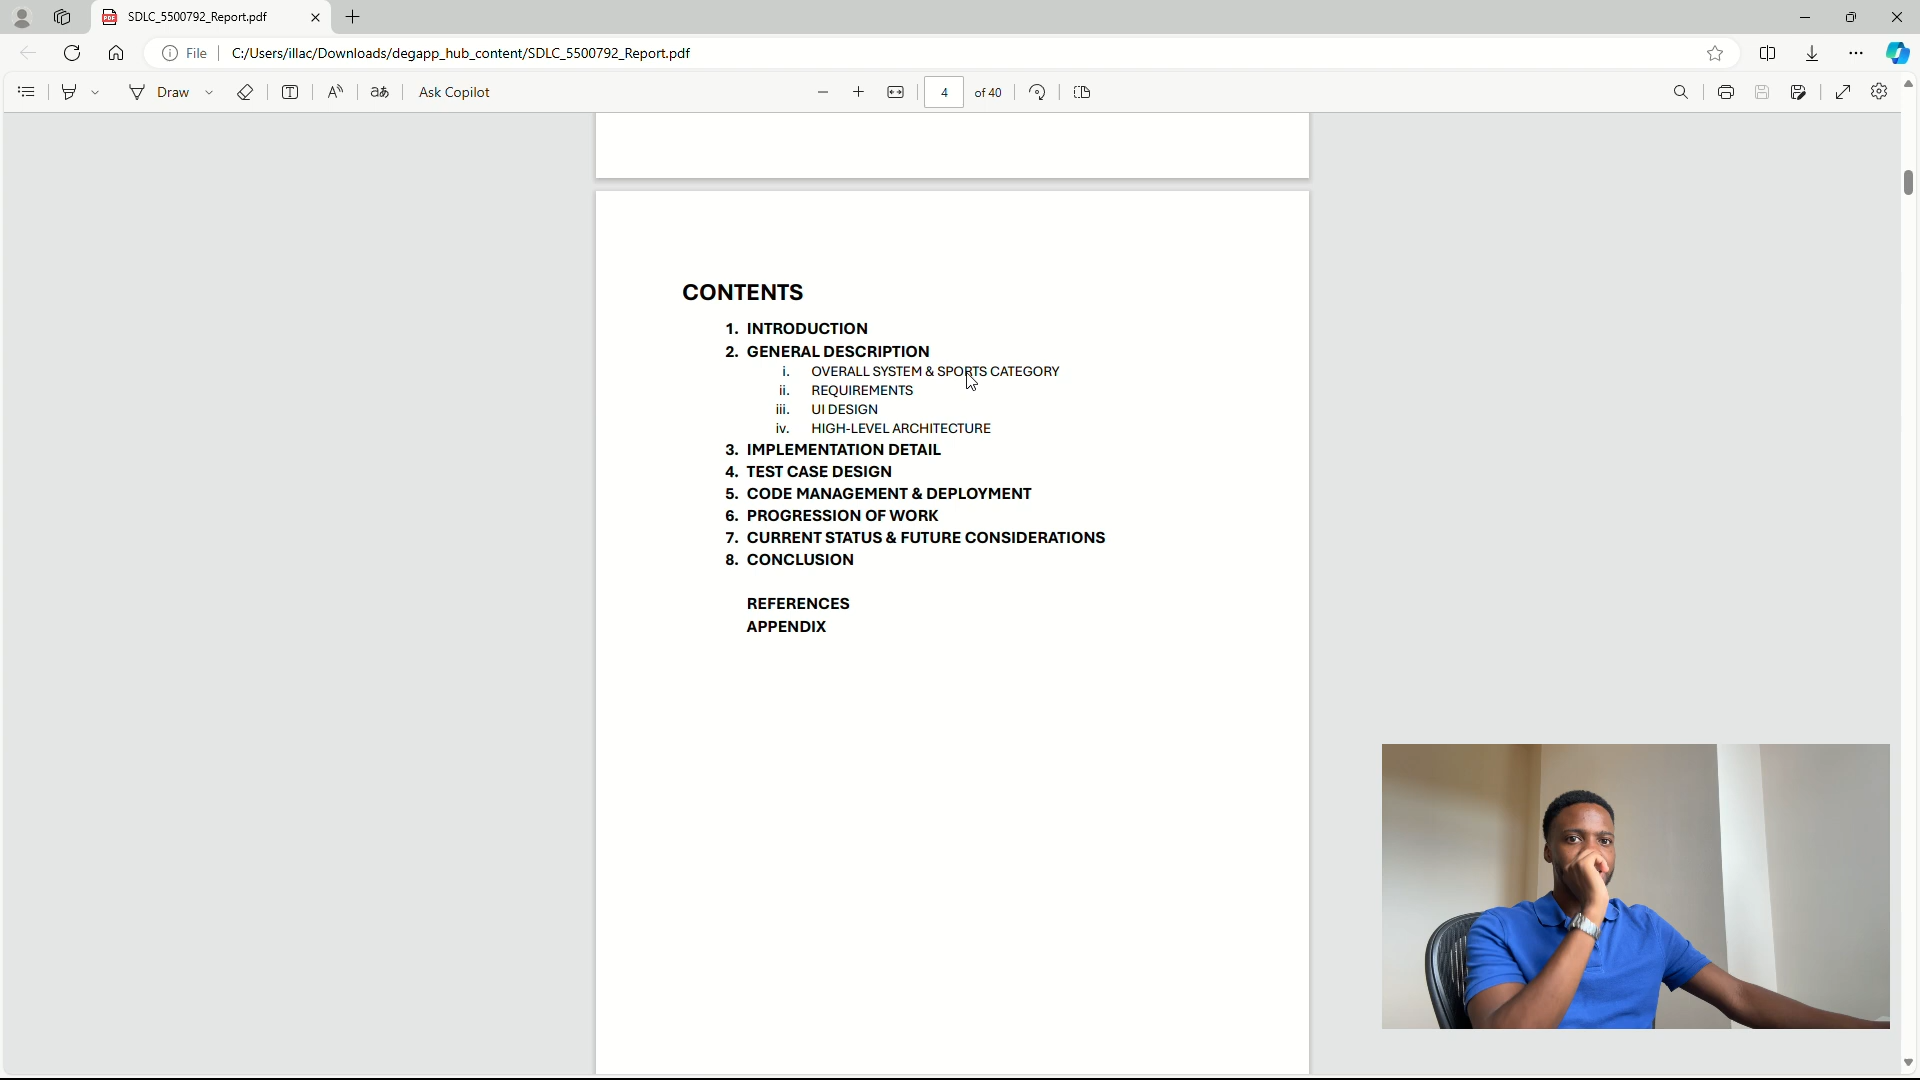 SDLC_5500792_Report.pdf
File
C:/Users/illac/Downloads/degapp_hub_content/SDLC_5500792_Report.pdf
Draw
aあ
Ask Copilot
4 of 40
CONTENTS
1. INTRODUCTION
2. GENERAL DESCRIPTION
i. OVERALL SYSTEM & SPORTS CATEGORY
ii. REQUIREMENTS
iii. UI DESIGN
iv. HIGH-LEVEL ARCHITECTURE
3. IMPLEMENTATION DETAIL
4. TEST CASE DESIGN
5. CODE MANAGEMENT & DEPLOYMENT
6. PROGRESSION OF WORK
7. CURRENT STATUS & FUTURE CONSIDERATIONS
8. CONCLUSION
REFERENCES
APPENDIX